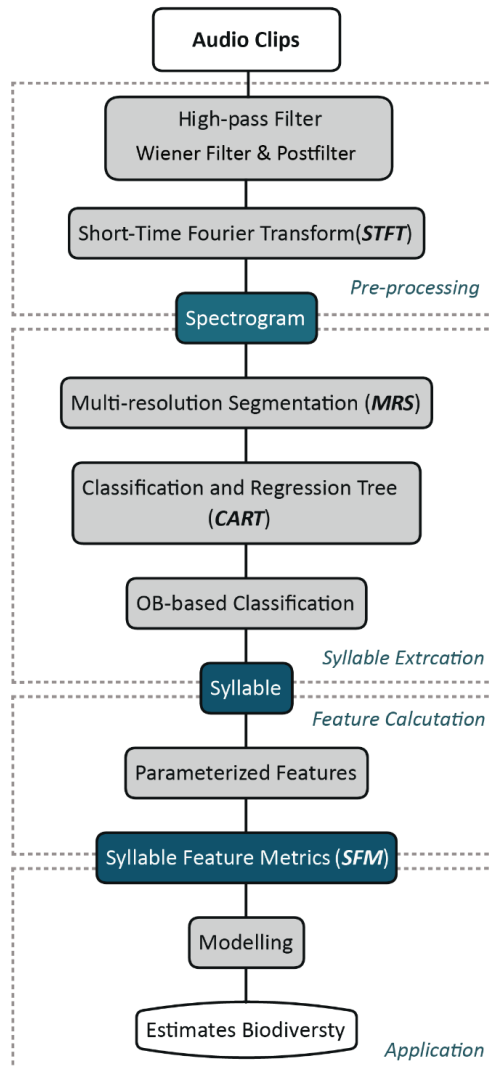 Audio Clips
High-pass Filter
Wiener Filter & Postfilter
Short-Time Fourier Transform(STFT)
Pre-processing
Spectrogram
Multi-resolution Segmentation (MRS)
Classification and Regression Tree
(CART)
OB-based Classification
Syllable Extrcation
Syllable
Feature Calcutation
Parameterized Features
Syllable Feature Metrics (SFM)
Modelling
Estimates Biodiversty
Application